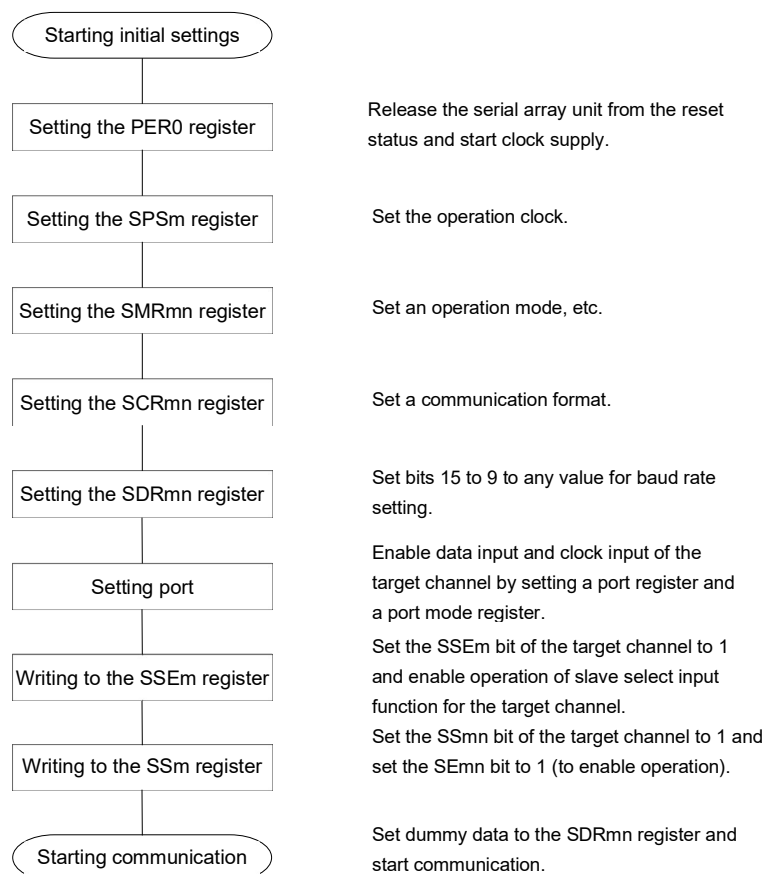 Starting initial settings
Setting the PER0 register
Release the serial array unit from the reset
status and start clock supply.
Setting the SPSm register
Set the operation clock.
Setting the SMRmn register
Set an operation mode, etc.
Setting the SCRmn register
Set a communication format.
Setting the SDRmn register
Set bits 15 to 9 to any value for baud rate
setting.
Setting port
Enable data input and clock input of the
target channel by setting a port register and
a port mode register.
Writing to the SSEm register
Set the SSEm bit of the target channel to 1
and enable operation of slave select input
function for the target channel.
Writing to the SSm register
Set the SSmn bit of the target channel to 1 and
set the SEmn bit to 1 (to enable operation).
Starting communication
Set dummy data to the SDRmn register and
start communication.